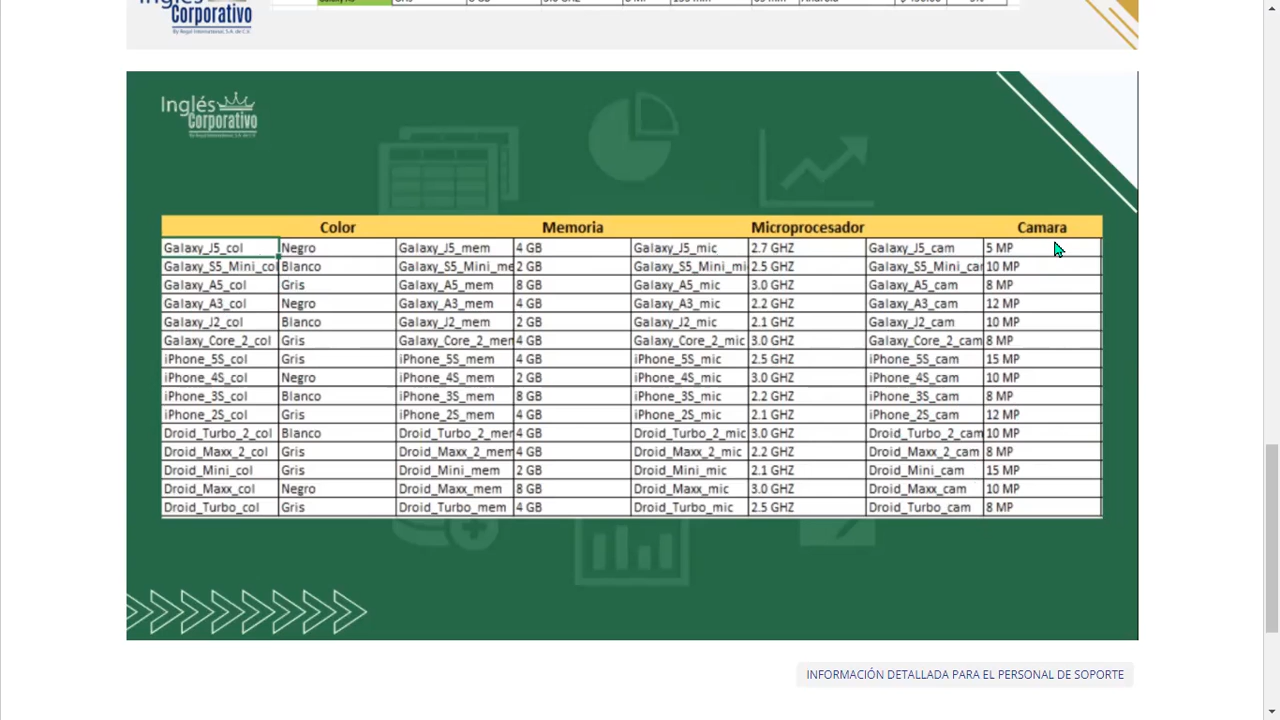 Inglés
Corporativo
By Regal International, S.A. de C.V.
Inglés
Corporativo
Color Memoria Microprocesador Camara
Galaxy_J5_col Negro Galaxy_J5_mem 4 GB Galaxy_J5_mic 2.7 GHZ Galaxy_J5_cam 5 MP
Galaxy_S5_Mini_col Blanco Galaxy_S5_Mini_me 2 GB Galaxy_S5_Mini_mi 2.5 GHZ Galaxy_S5_Mini_cam 10 MP
Galaxy_A5_col Gris Galaxy_A5_mem 8 GB Galaxy_A5_mic 3.0 GHZ Galaxy_A5_cam 8 MP
Galaxy_A3_col Negro Galaxy_A3_mem 4 GB Galaxy_A3_mic 2.2 GHZ Galaxy_A3_cam 12 MP
Galaxy_J2_col Blanco Galaxy_J2_mem 2 GB Galaxy_J2_mic 2.1 GHZ Galaxy_J2_cam 10 MP
Galaxy_Core_2_col Gris Galaxy_Core_2_mem 4 GB Galaxy_Core_2_mic 3.0 GHZ Galaxy_Core_2_cam 8 MP
iPhone_5S_col Gris iPhone_5S_mem 4 GB iPhone_5S_mic 2.5 GHZ iPhone_5S_cam 15 MP
iPhone_4S_col Negro iPhone_4S_mem 2 GB iPhone_4S_mic 3.0 GHZ iPhone_4S_cam 10 MP
iPhone_3S_col Blanco iPhone_3S_mem 8 GB iPhone_3S_mic 2.2 GHZ iPhone_3S_cam 8 MP
iPhone_2S_col Gris iPhone_2S_mem 4 GB iPhone_2S_mic 2.1 GHZ iPhone_2S_cam 12 MP
Droid_Turbo_2_col Blanco Droid_Turbo_2_mem 4 GB Droid_Turbo_2_mic 3.0 GHZ Droid_Turbo_2_cam 10 MP
Droid_Maxx_2_col Gris Droid_Maxx_2_mem 4 GB Droid_Maxx_2_mic 2.2 GHZ Droid_Maxx_2_cam 8 MP
Droid_Mini_col Gris Droid_Mini_mem 2 GB Droid_Mini_mic 2.1 GHZ Droid_Mini_cam 15 MP
Droid_Maxx_col Negro Droid_Maxx_mem 8 GB Droid_Maxx_mic 3.0 GHZ Droid_Maxx_cam 10 MP
Droid_Turbo_col Gris Droid_Turbo_mem 4 GB Droid_Turbo_mic 2.5 GHZ Droid_Turbo_cam 8 MP
INFORMACIÓN DETALLADA PARA EL PERSONAL DE SOPORTE